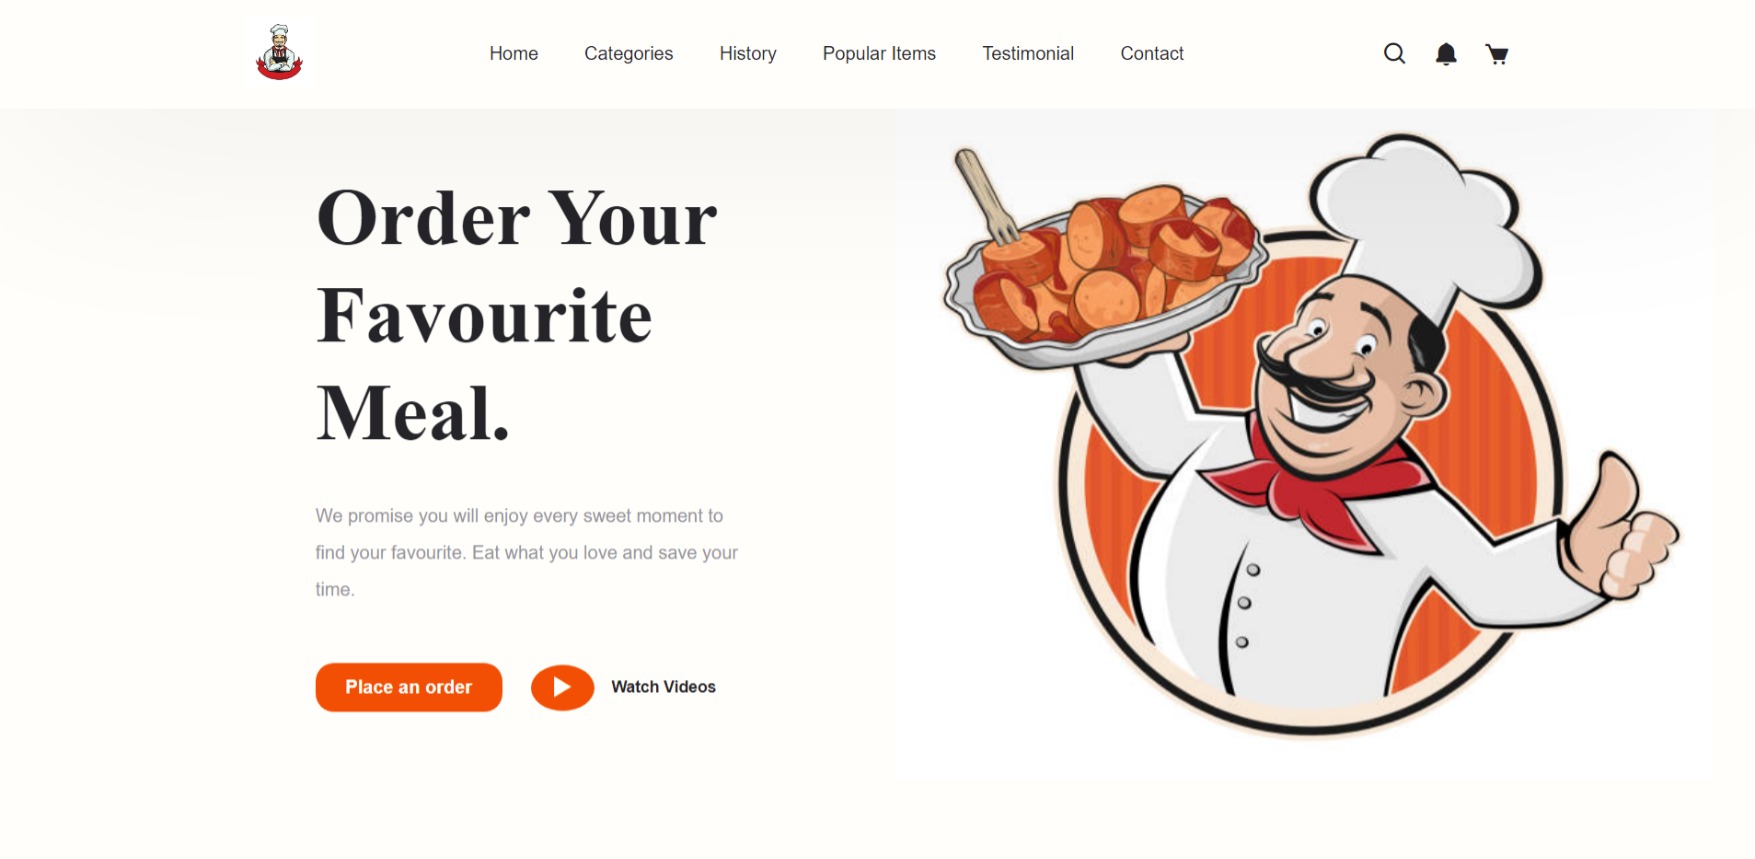 Home Categories History Popular Items Testimonial Contact
Order Your
Favourite
Meal.
We promise you will enjoy every sweet moment to
find your favourite. Eat what you love and save your
time.
Place an order Watch Videos